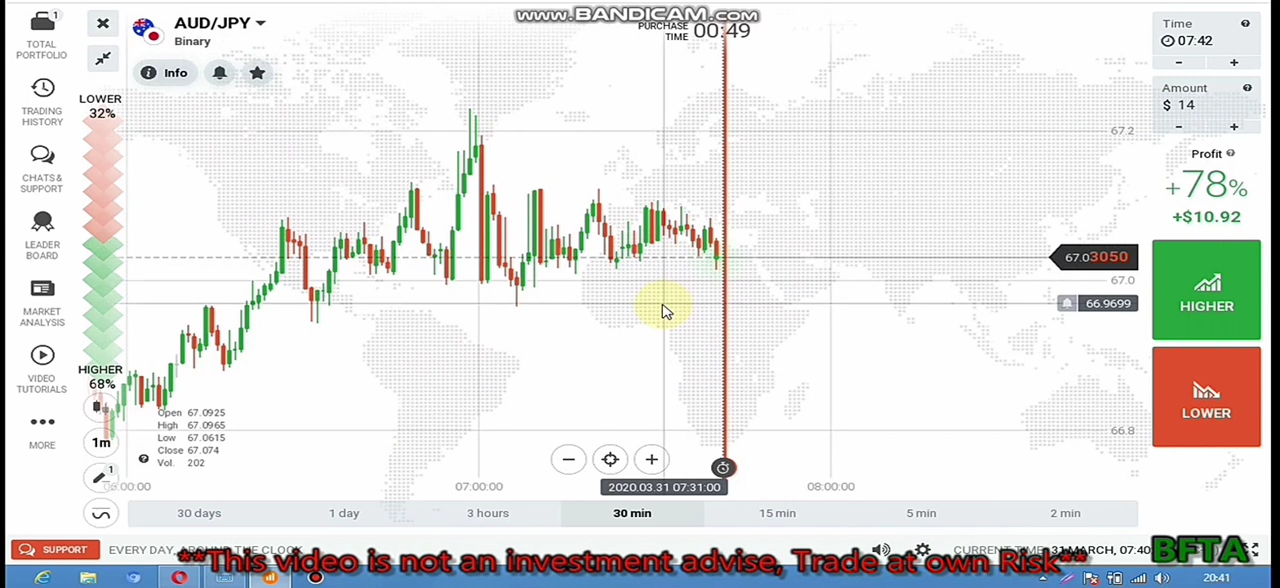 www.BANDICAM.com
1
TOTAL
PORTFOLIO
TRADING
HISTORY
CHATS &
SUPPORT
LEADER
BOARD
MARKET
ANALYSIS
VIDEO
TUTORIALS
MORE
AUD/JPY
Binary
Info
LOWER
32%
HIGHER
68%
1m
1
PURCHASE
TIME
00:49
67.2
67.03050
67.0
66.9699
66.8
Open 67.0925
High 67.0965
Low 67.0615
Close 67.074
Vol. 202
07:00:00
2020.03.31 07:31:00
08:00:00
30 days
1 day
3 hours
30 min
15 min
5 min
2 min
Time
07:42
- +
Amount
$ 14
- +
Profit
+78%
+$10.92
HIGHER
LOWER
SUPPORT
EVERY DAY, AROUND THE CLOCK
CURRENT TIME: 31 MARCH, 07:40
**This video is not an investment advise, Trade at own Risk**
BFTA
20:41